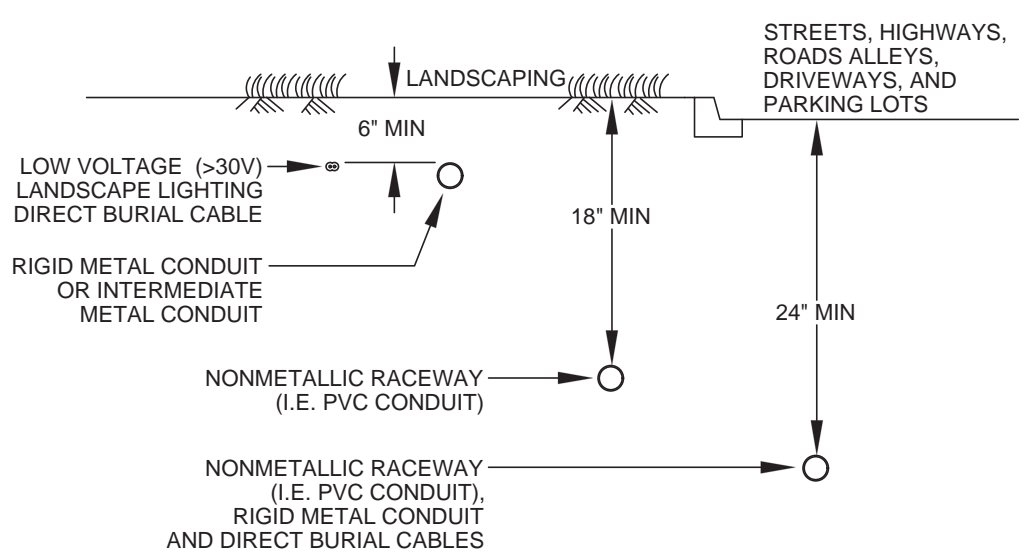 STREETS, HIGHWAYS,
ROADS ALLEYS,
DRIVEWAYS, AND
PARKING LOTS
LANDSCAPING
6" MIN
LOW VOLTAGE (>30V)
LANDSCAPE LIGHTING
DIRECT BURIAL CABLE
18" MIN
RIGID METAL CONDUIT
OR INTERMEDIATE
METAL CONDUIT
24" MIN
NONMETALLIC RACEWAY
(I.E. PVC CONDUIT)
NONMETALLIC RACEWAY
(I.E. PVC CONDUIT),
RIGID METAL CONDUIT
AND DIRECT BURIAL CABLES